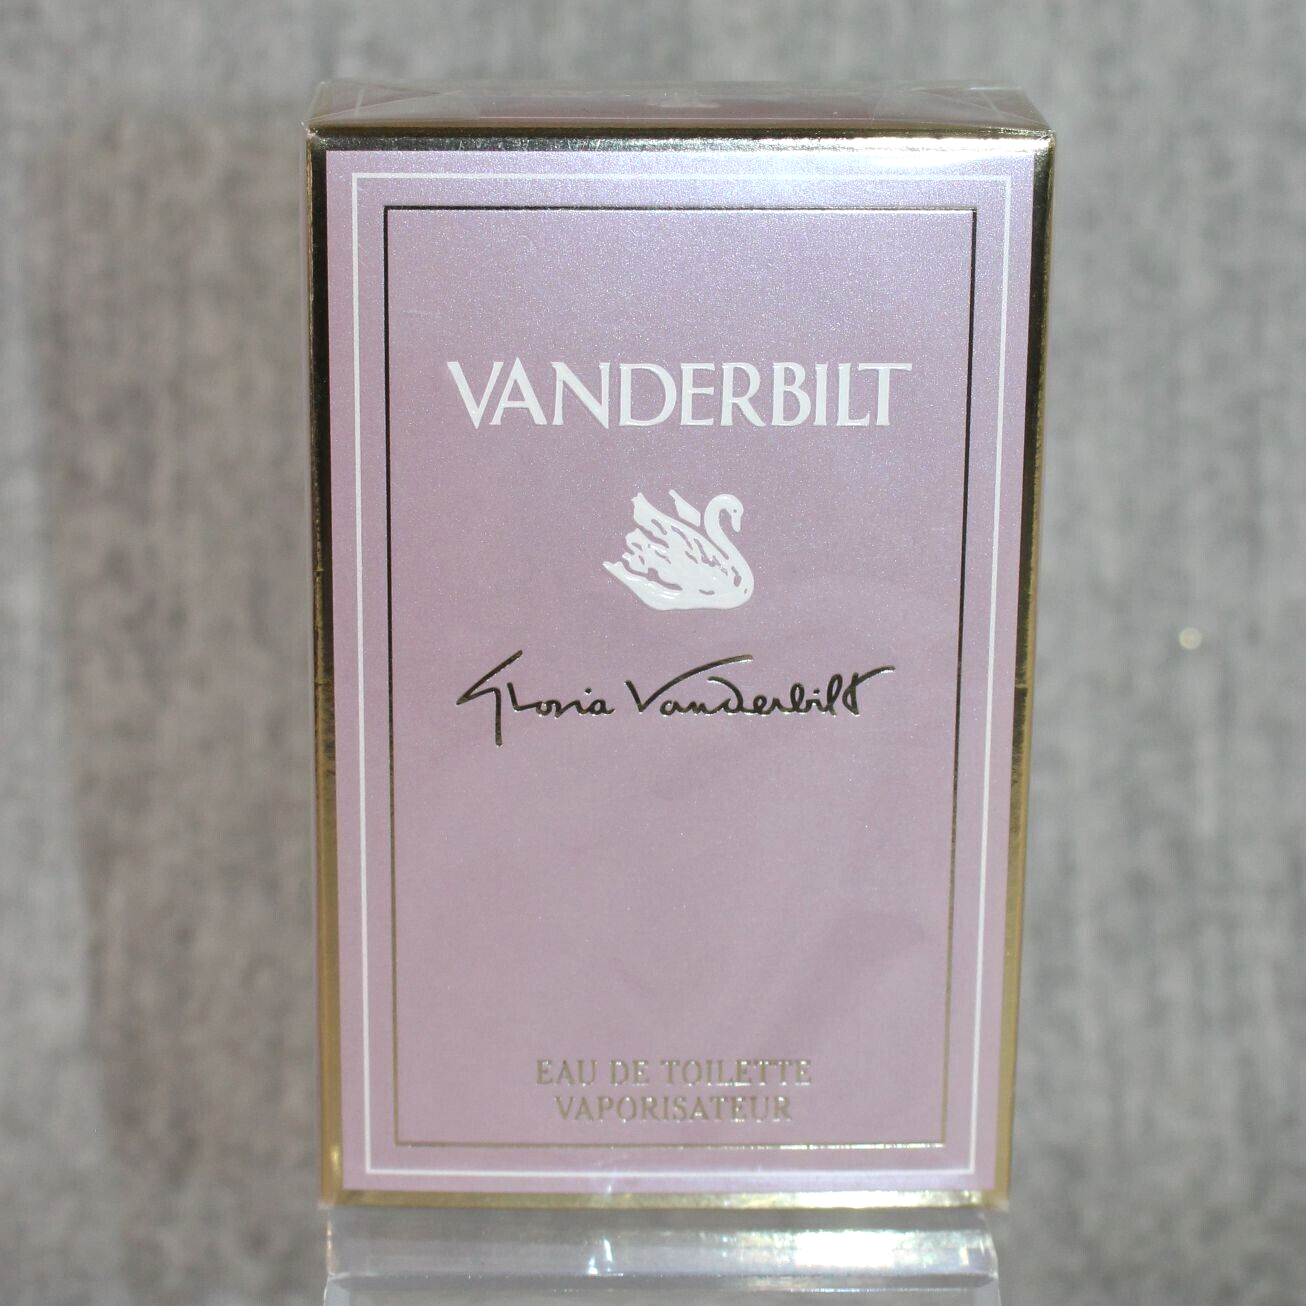 VANDERBILT
Gloria Vanderbilt
EAU DE TOILETTE
VAPORISATEUR